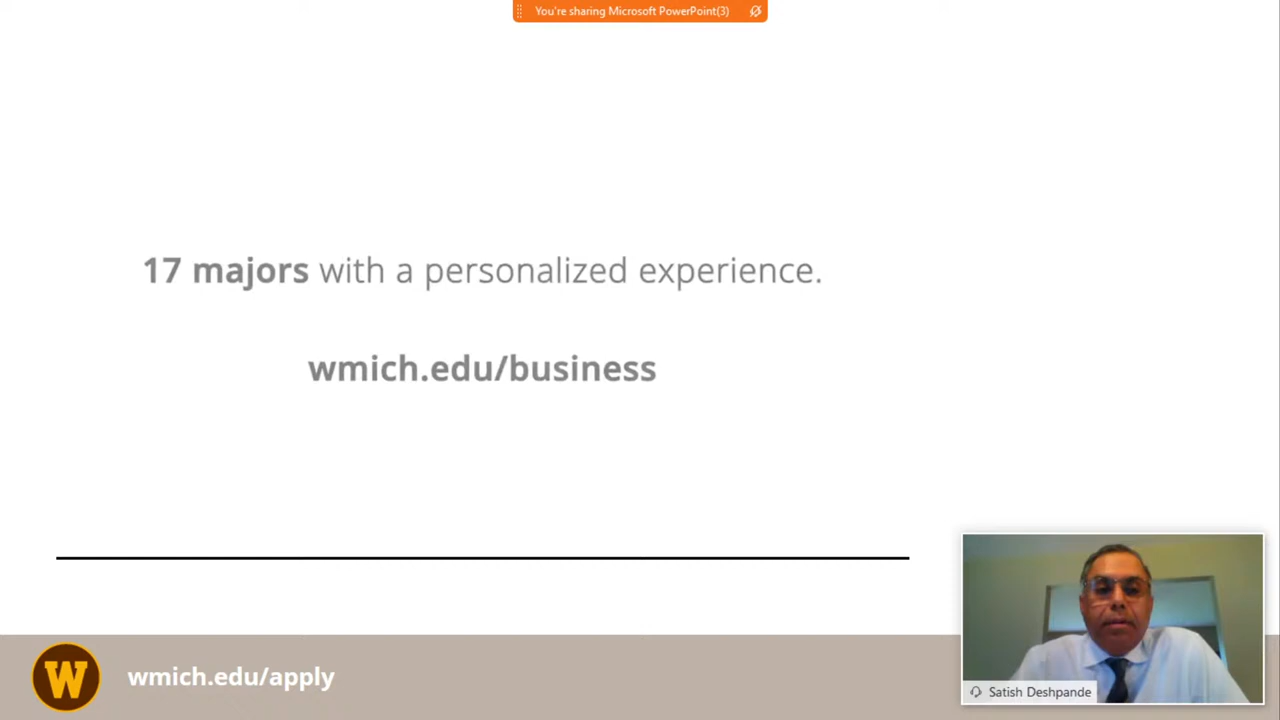 You're sharing Microsoft PowerPoint(3)
17 majors with a personalized experience.
wmich.edu/business
W
wmich.edu/apply
Satish Deshpande